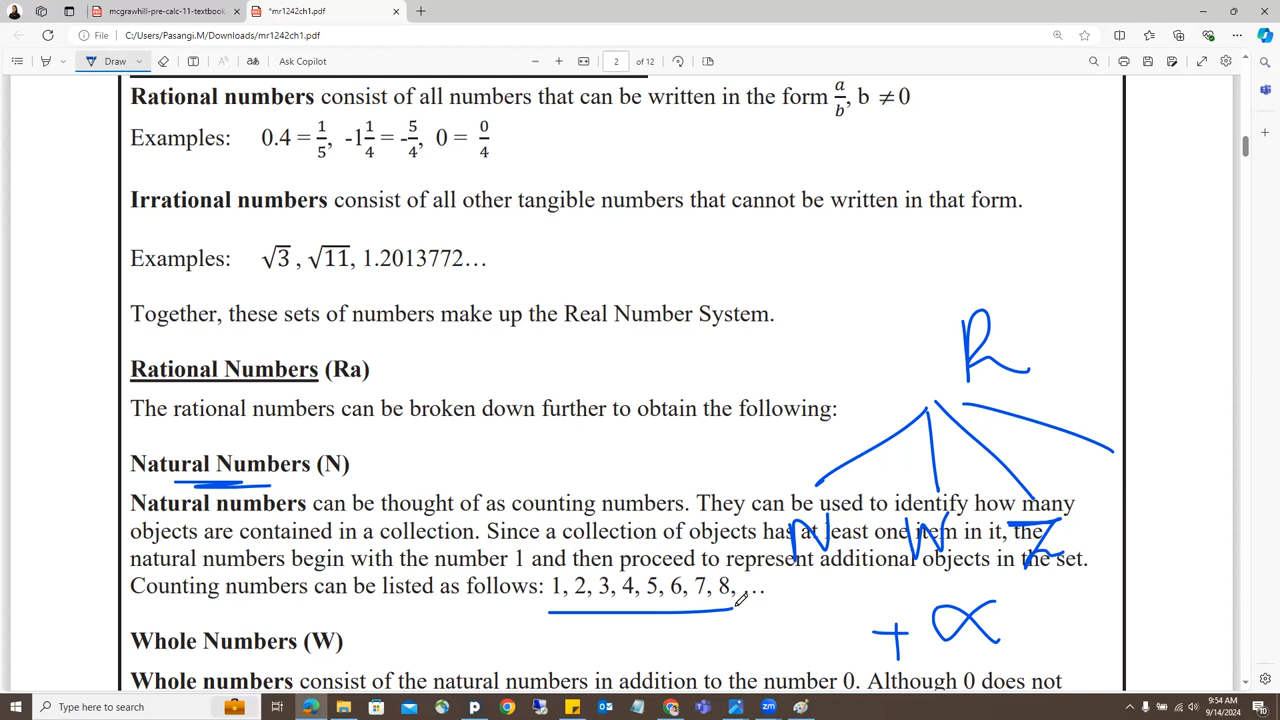 mcgrawhill-pre-calc-11-textbook
*mr1242ch1.pdf
File C:/Users/Pasangi.M/Downloads/mr1242ch1.pdf
Draw Ask Copilot 2 of 12
Rational numbers consist of all numbers that can be written in the form a/b, b ≠ 0
Examples: 0.4 = 1/5, -1 1/4 = -5/4, 0 = 0/4
Irrational numbers consist of all other tangible numbers that cannot be written in that form.
Examples: √3 , √11, 1.2013772…
Together, these sets of numbers make up the Real Number System.
R
Rational Numbers (Ra)
The rational numbers can be broken down further to obtain the following:
Natural Numbers (N)
Natural numbers can be thought of as counting numbers. They can be used to identify how many
objects are contained in a collection. Since a collection of objects has at least one item in it, the
N W Z
natural numbers begin with the number 1 and then proceed to represent additional objects in the set.
Counting numbers can be listed as follows: 1, 2, 3, 4, 5, 6, 7, 8, …
+ ∝
Whole Numbers (W)
Whole numbers consist of the natural numbers in addition to the number 0. Although 0 does not
Type here to search
9:54 AM
9/14/2024